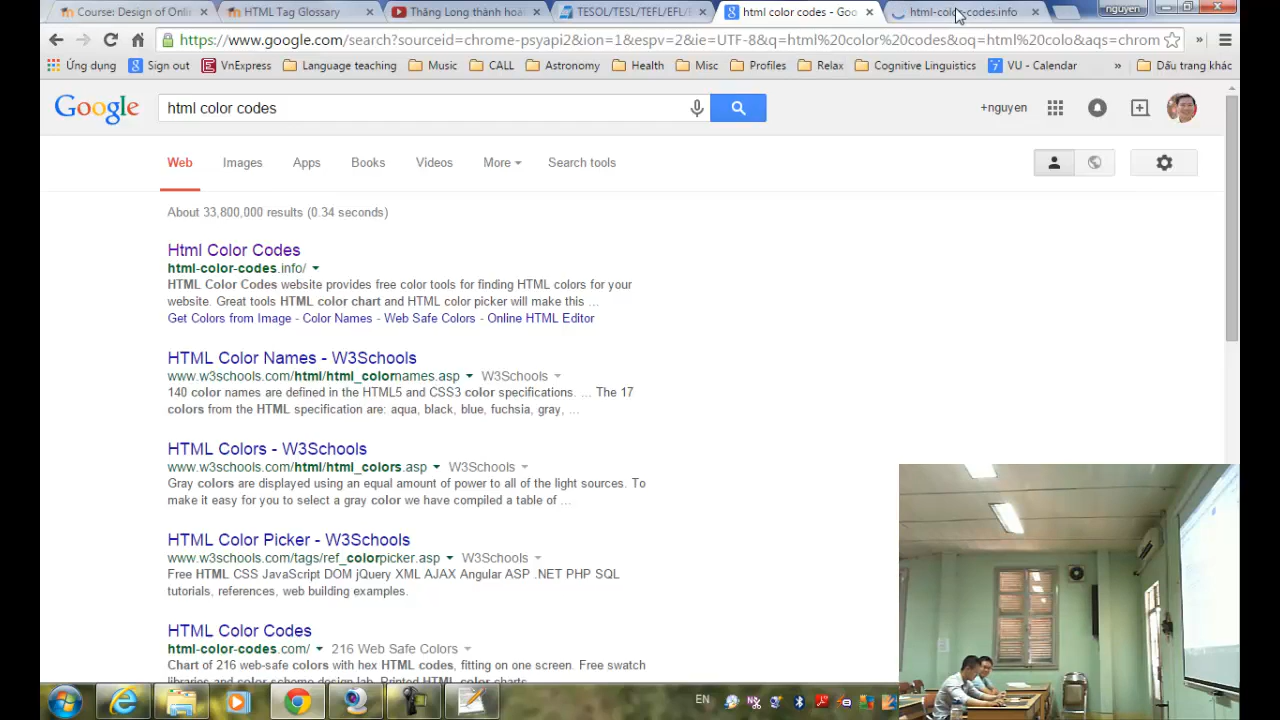 Course: Design of Onlin
HTML Tag Glossary
Thăng Long thành hoài
TESOL/TESL/TEFL/EFL/E
html color codes - Goo
html-color-codes.info
nguyen
https://www.google.com/search?sourceid=chrome-psyapi2&ion=1&espv=2&ie=UTF-8&q=html%20color%20codes&oq=html%20colo&aqs=chrom
Ứng dụng
Sign out
VnExpress
Language teaching
Music
CALL
Astronomy
Health
Misc
Profiles
Relax
Cognitive Linguistics
VU - Calendar
»
Dấu trang khác
Google
html color codes
+nguyen
Web
Images
Apps
Books
Videos
More
Search tools
About 33,800,000 results (0.34 seconds)
Html Color Codes
html-color-codes.info/
HTML Color Codes website provides free color tools for finding HTML colors for your
website. Great tools HTML color chart and HTML color picker will make this ...
Get Colors from Image - Color Names - Web Safe Colors - Online HTML Editor
HTML Color Names - W3Schools
www.w3schools.com/html/html_colornames.asp W3Schools
140 color names are defined in the HTML5 and CSS3 color specifications. ... The 17
colors from the HTML specification are: aqua, black, blue, fuchsia, gray, ...
HTML Colors - W3Schools
www.w3schools.com/html/html_colors.asp W3Schools
Gray colors are displayed using an equal amount of power to all of the light sources. To
make it easy for you to select a gray color we have compiled a table of ...
HTML Color Picker - W3Schools
www.w3schools.com/tags/ref_colorpicker.asp W3Schools
Free HTML CSS JavaScript DOM jQuery XML AJAX Angular ASP .NET PHP SQL
tutorials, references, web building examples.
HTML Color Codes
html-color-codes.com/ 216 Web Safe Colors
Chart of 216 web-safe colors with hex HTML codes, fitting on one screen. Free swatch
libraries and color scheme design lab. Printed HTML color charts
EN